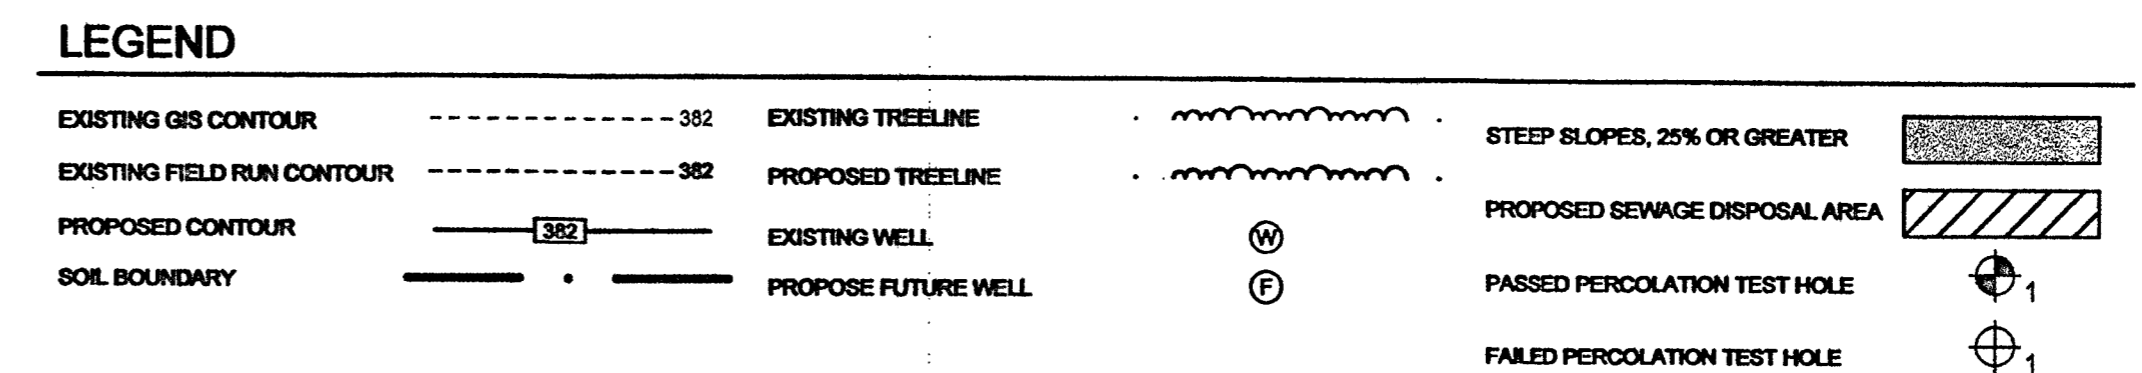 LEGEND
EXISTING GIS CONTOUR 382
EXISTING FIELD RUN CONTOUR 382
PROPOSED CONTOUR 382
SOIL BOUNDARY
EXISTING TREELINE
PROPOSED TREELINE
EXISTING WELL W
PROPOSE FUTURE WELL F
STEEP SLOPES, 25% OR GREATER
PROPOSED SEWAGE DISPOSAL AREA
PASSED PERCOLATION TEST HOLE 1
FAILED PERCOLATION TEST HOLE 1